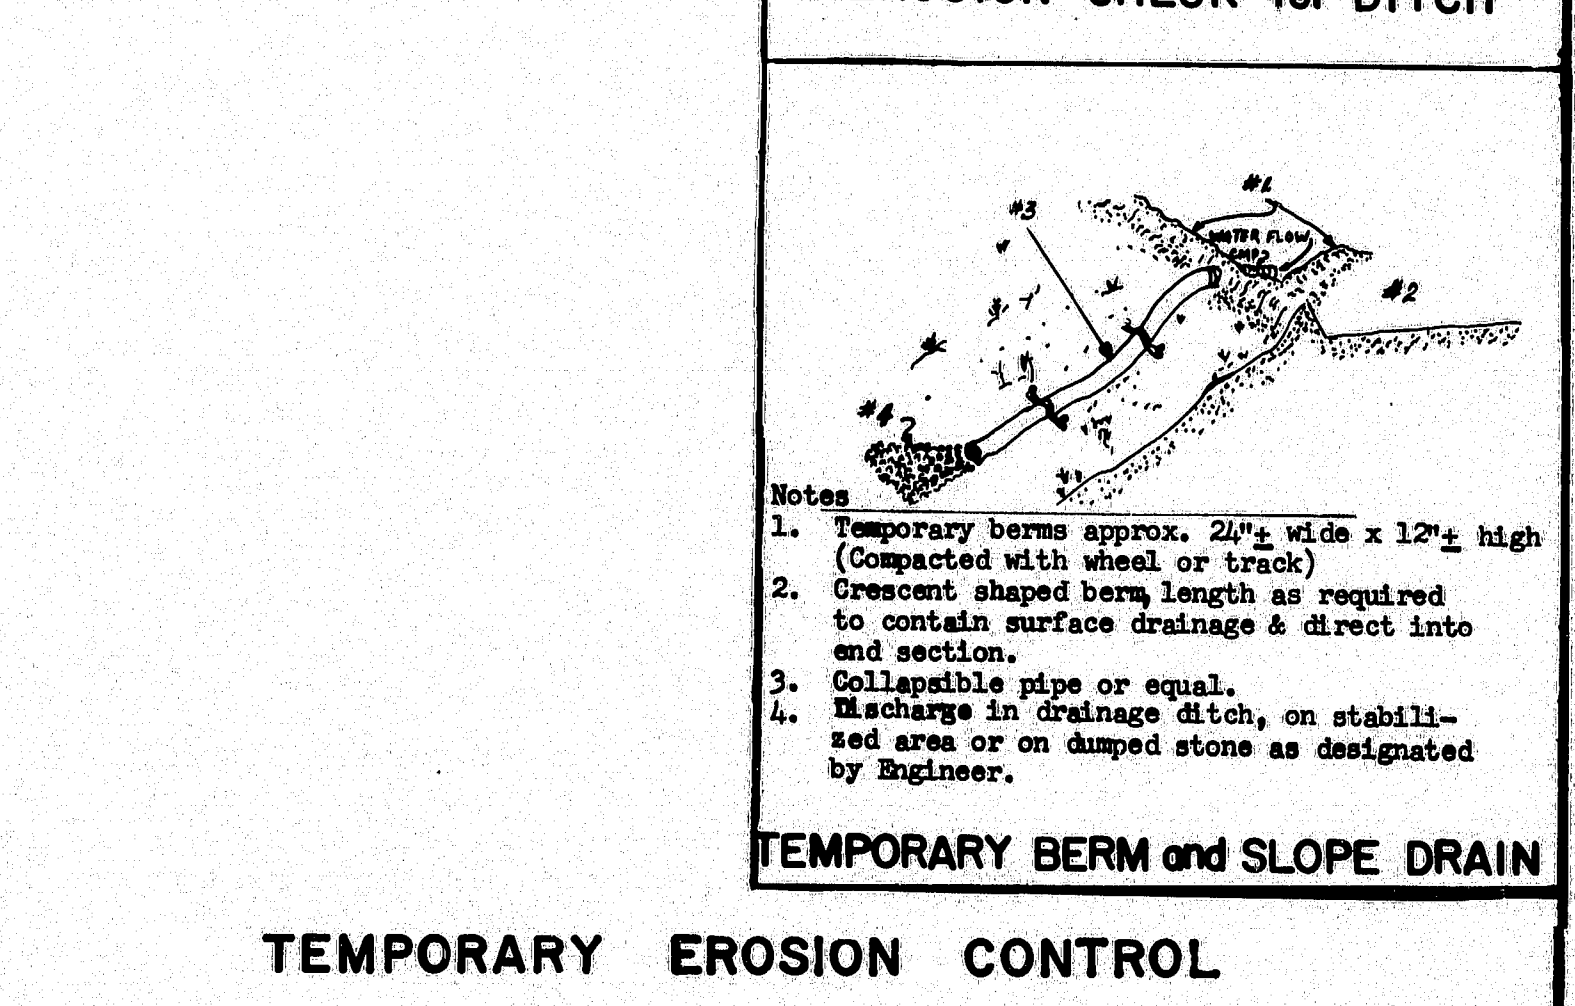 CHECK for DITCH
#1
#3
WATER FLOW
#2
#4
Notes
1. Temporary berms approx. 24"± wide x 12"± high
(Compacted with wheel or track)
2. Crescent shaped berm, length as required
to contain surface drainage & direct into
end section.
3. Collapsible pipe or equal.
4. Discharge in drainage ditch, on stabili-
zed area or on dumped stone as designated
by Engineer.
TEMPORARY BERM and SLOPE DRAIN
TEMPORARY EROSION CONTROL